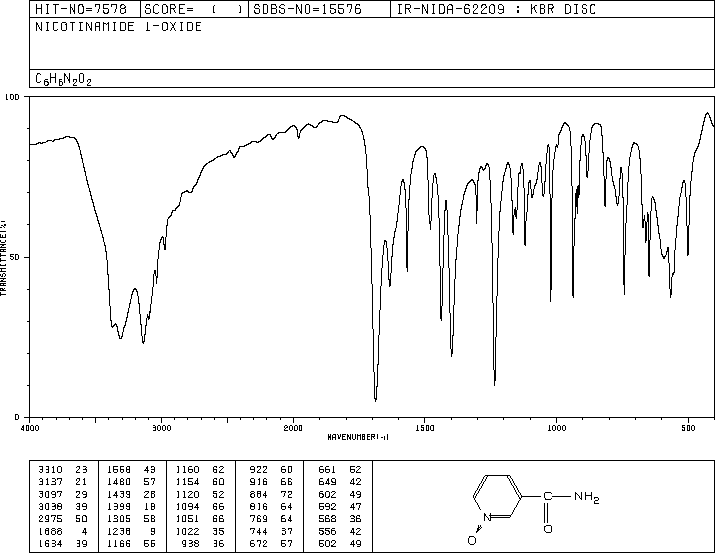 HIT-NO=7578 SCORE= ( ) SDBS-NO=15576 IR-NIDA-62209 : KBR DISC
NICOTINAMIDE 1-OXIDE
C6H6N2O2
100
50
0
TRANSMITTANCE(%)
4000 3000 2000 1500 1000 500
WAVENUMBER(-1)
3310 23 1568 43 1160 62 922 60 661 52
3137 21 1480 57 1154 60 916 66 649 42
3097 29 1439 28 1120 52 884 72 602 49
3038 39 1399 18 1094 66 816 64 592 47
2975 50 1305 58 1051 66 769 64 568 36
1686 4 1238 9 1022 35 744 37 556 42
1634 39 1166 55 938 36 672 57 502 49
C NH2
N O
O